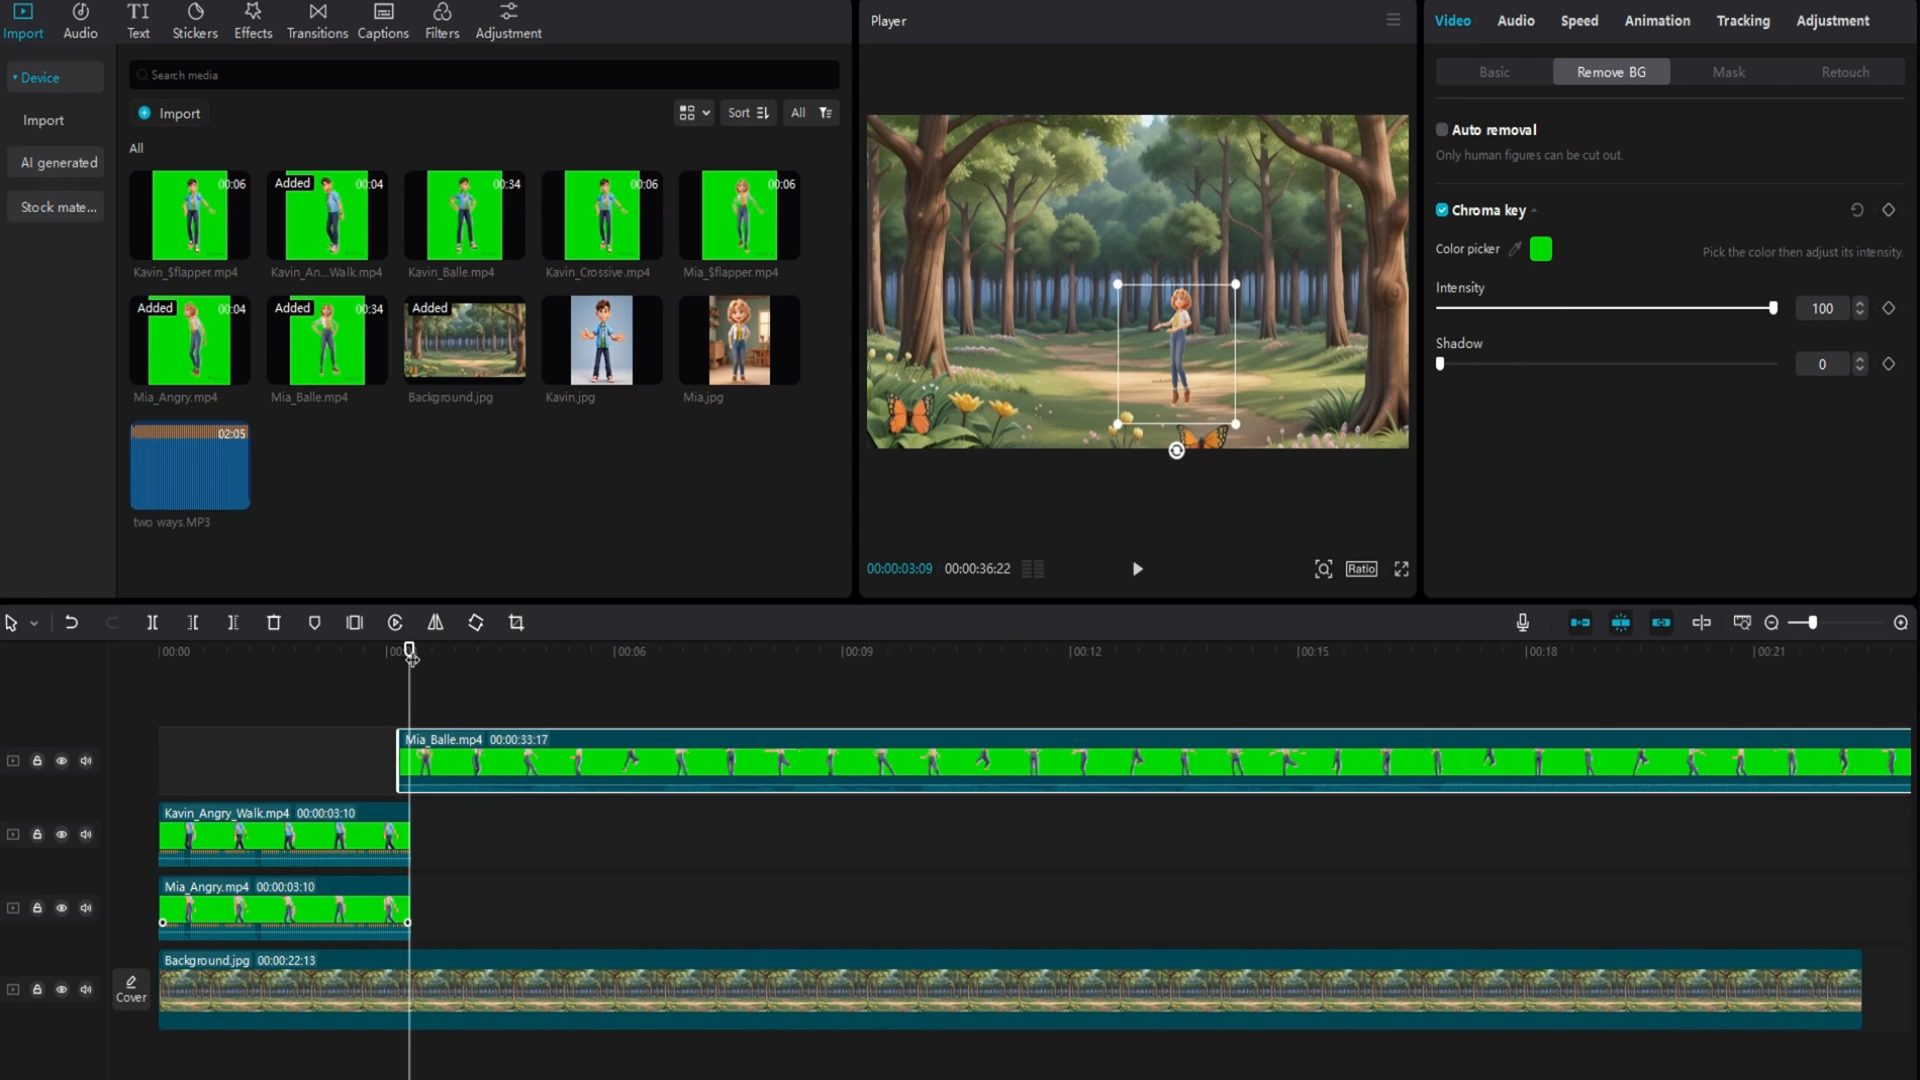 Import
Audio
Text
Stickers
Effects
Transitions
Captions
Filters
Adjustment
Device
Import
AI generated
Stock mate...
Search media
Import
Sort
All
All
00:06
Kavin_$flapper.mp4
Added
00:04
Kavin_An...Walk.mp4
00:34
Kavin_Balle.mp4
00:06
Kavin_Crossive.mp4
00:06
Mia_$flapper.mp4
Added
00:04
Mia_Angry.mp4
Added
00:34
Mia_Balle.mp4
Added
Background.jpg
Kavin.jpg
Mia.jpg
02:05
two ways.MP3
Player
00:00:03:09
00:00:36:22
Ratio
Video
Audio
Speed
Animation
Tracking
Adjustment
Basic
Remove BG
Mask
Retouch
Auto removal
Only human figures can be cut out.
Chroma key
Color picker
Pick the color then adjust its intensity.
Intensity
100
Shadow
0
00:00
00:06
00:09
00:12
00:15
00:18
00:21
Mia_Balle.mp4 00:00:33:17
Kavin_Angry_Walk.mp4 00:00:03:10
Mia_Angry.mp4 00:00:03:10
Cover
Background.jpg 00:00:22:13